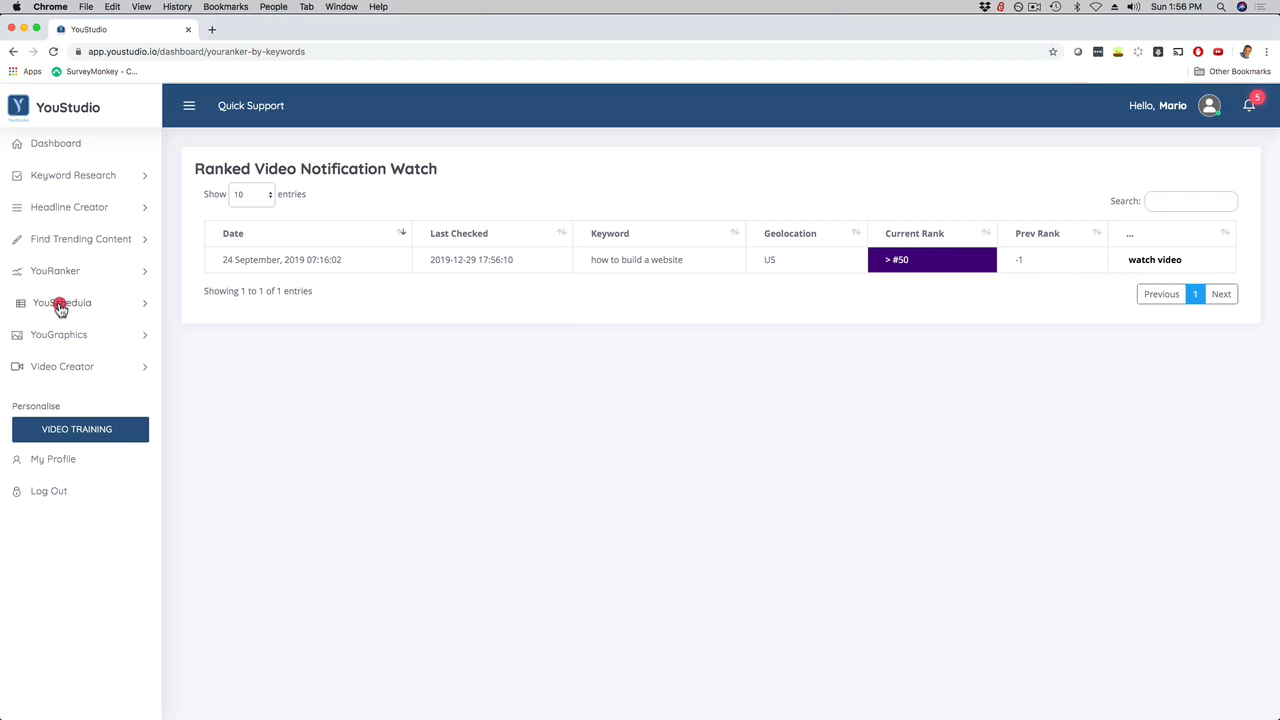 Chrome File Edit View History Bookmarks People Tab Window Help
Sun 1:56 PM
YouStudio
app.youstudio.io/dashboard/youranker-by-keywords
Apps SurveyMonkey - C... Other Bookmarks
YouStudio
Quick Support
Hello, Mario
5
Dashboard
Keyword Research
Headline Creator
Find Trending Content
YouRanker
YouSchedula
YouGraphics
Video Creator
Personalise
VIDEO TRAINING
My Profile
Log Out
Ranked Video Notification Watch
Show 10 entries
Search:
Date Last Checked Keyword Geolocation Current Rank Prev Rank ...
24 September, 2019 07:16:02 2019-12-29 17:56:10 how to build a website US > #50 -1 watch video
Showing 1 to 1 of 1 entries
Previous 1 Next